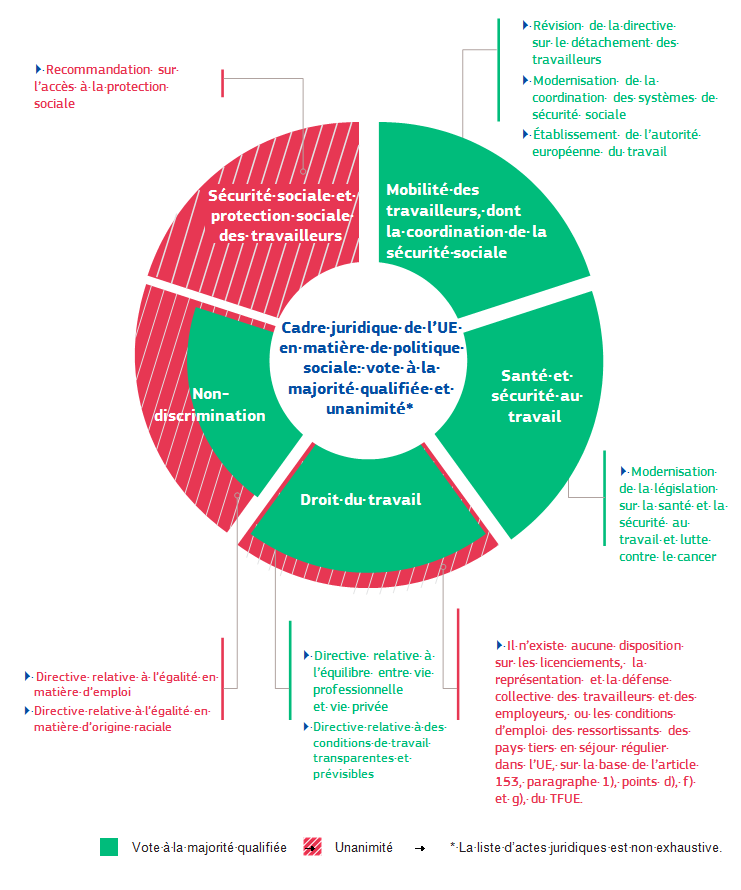 Révision de la directive
sur le détachement des
travailleurs
Modernisation de la
coordination des systèmes de
sécurité sociale
Établissement de l'autorité
européenne du travail
Recommandation sur
l'accès à la protection
sociale
Sécurité sociale et
protection sociale
des travailleurs
Mobilité des
travailleurs, dont
la coordination de la
sécurité sociale
Cadre juridique de l'UE
en matière de politique
sociale: vote à la
majorité qualifiée et
unanimité*
Non-
discrimination
Santé et
sécurité au
travail
Droit du travail
Modernisation
de la législation
sur la santé et la
sécurité au
travail et lutte
contre le cancer
Directive relative à l'égalité en
matière d'emploi
Directive relative à l'égalité en
matière d'origine raciale
Directive relative à
l'équilibre entre vie
professionnelle
et vie privée
Directive relative à des
conditions de travail
transparentes et
prévisibles
Il n'existe aucune disposition
sur les licenciements, la
représentation et la défense
collective des travailleurs et des
employeurs, ou les conditions
d'emploi des ressortissants des
pays tiers en séjour régulier
dans l'UE, sur la base de l'article
153, paragraphe 1), points d), f)
et g), du TFUE.
Vote à la majorité qualifiée
Unanimité
* La liste d'actes juridiques est non exhaustive.